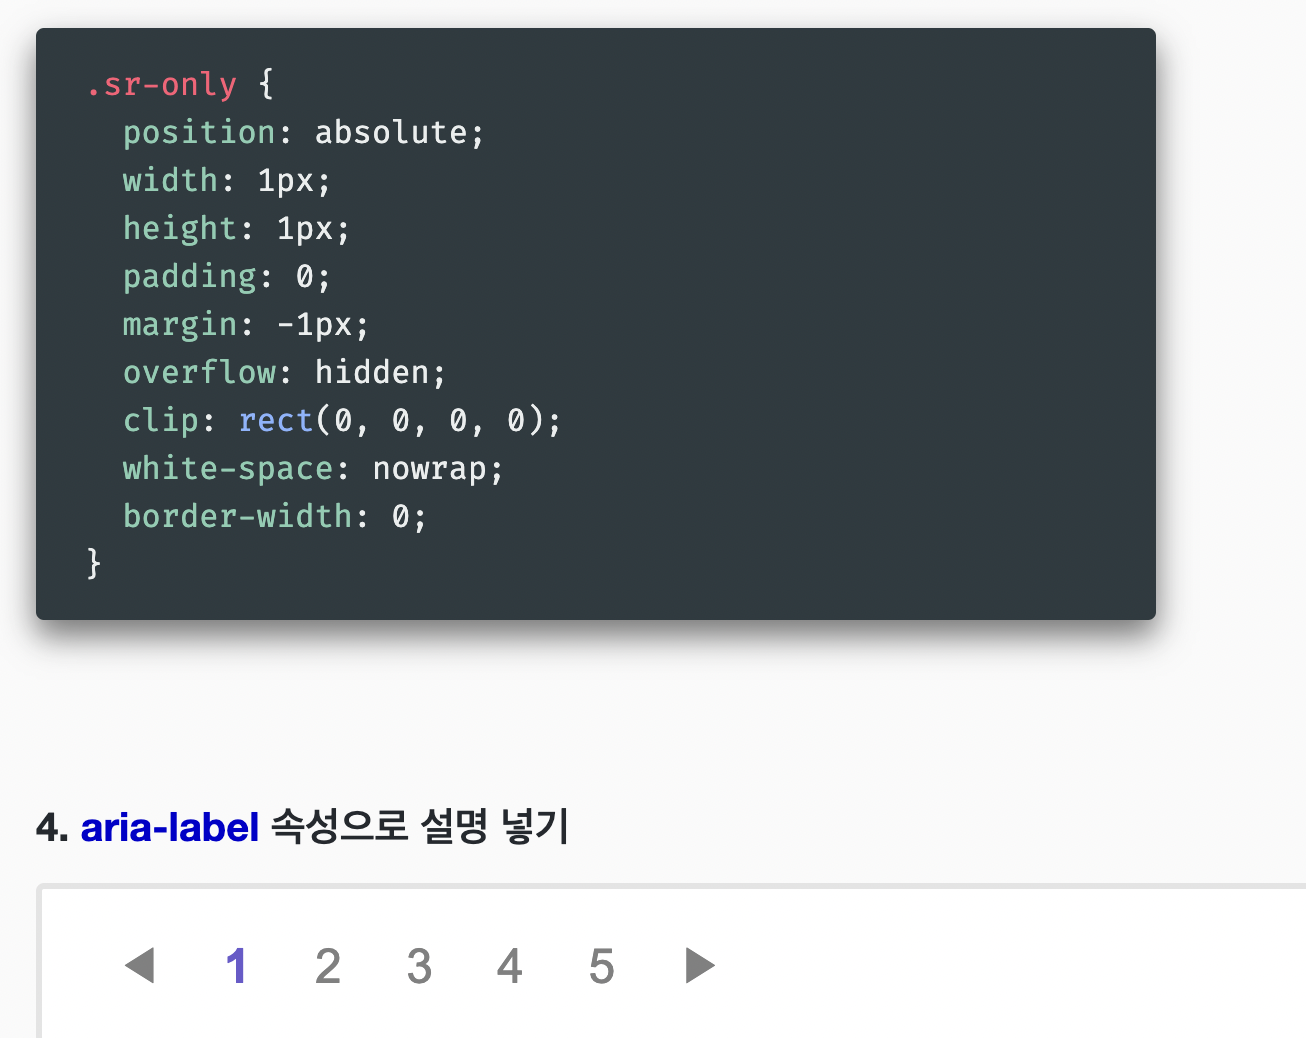 .sr-only {
  position: absolute;
  width: 1px;
  height: 1px;
  padding: 0;
  margin: -1px;
  overflow: hidden;
  clip: rect(0, 0, 0, 0);
  white-space: nowrap;
  border-width: 0;
}
4. aria-label 속성으로 설명 넣기
◀ 1 2 3 4 5 ▶